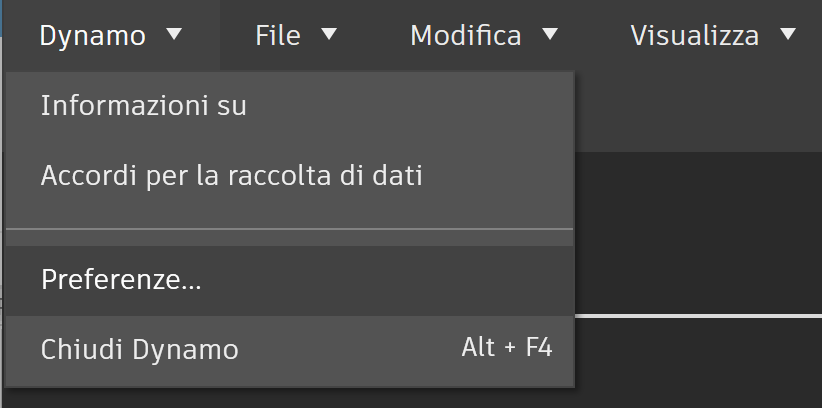 Dynamo File Modifica Visualizza
Informazioni su
Accordi per la raccolta di dati
Preferenze...
Chiudi Dynamo Alt + F4